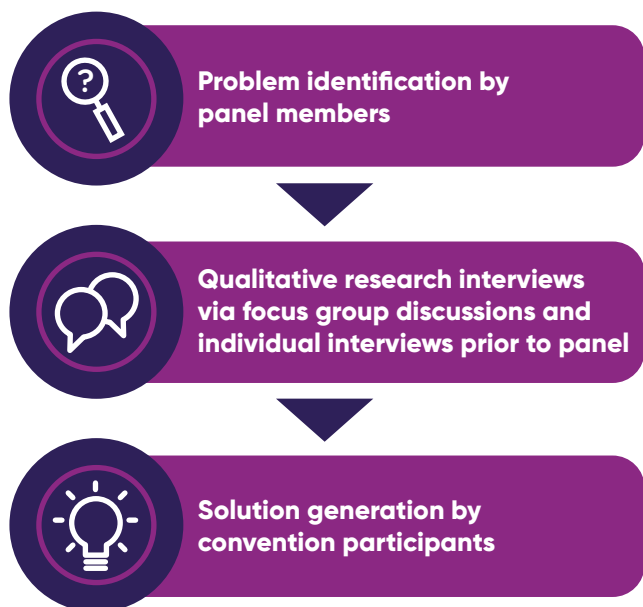 ?
Problem identification by
panel members
Qualitative research interviews
via focus group discussions and
individual interviews prior to panel
Solution generation by
convention participants